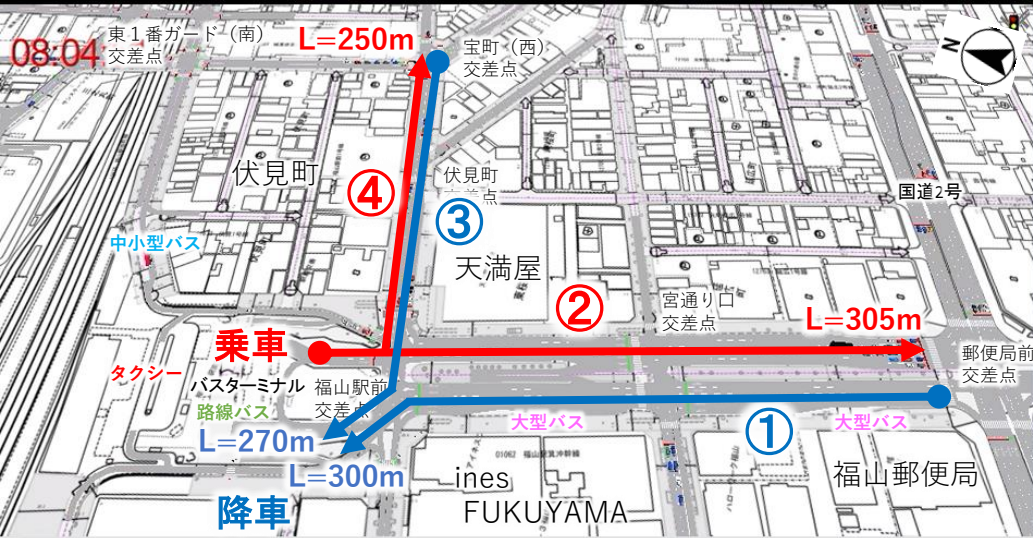 08:04
東１番ガード（南）
交差点
L=250m
宝町（西）
交差点
N
伏見町
④
伏見町
③
国道2号
中小型バス
天満屋
②
宮通り口
交差点
L=305m
乗車
郵便局前
交差点
タクシー
バスターミナル
福山駅前
交差点
路線バス
大型バス
①
大型バス
L=270m
L=300m
ines
FUKUYAMA
福山郵便局
降車